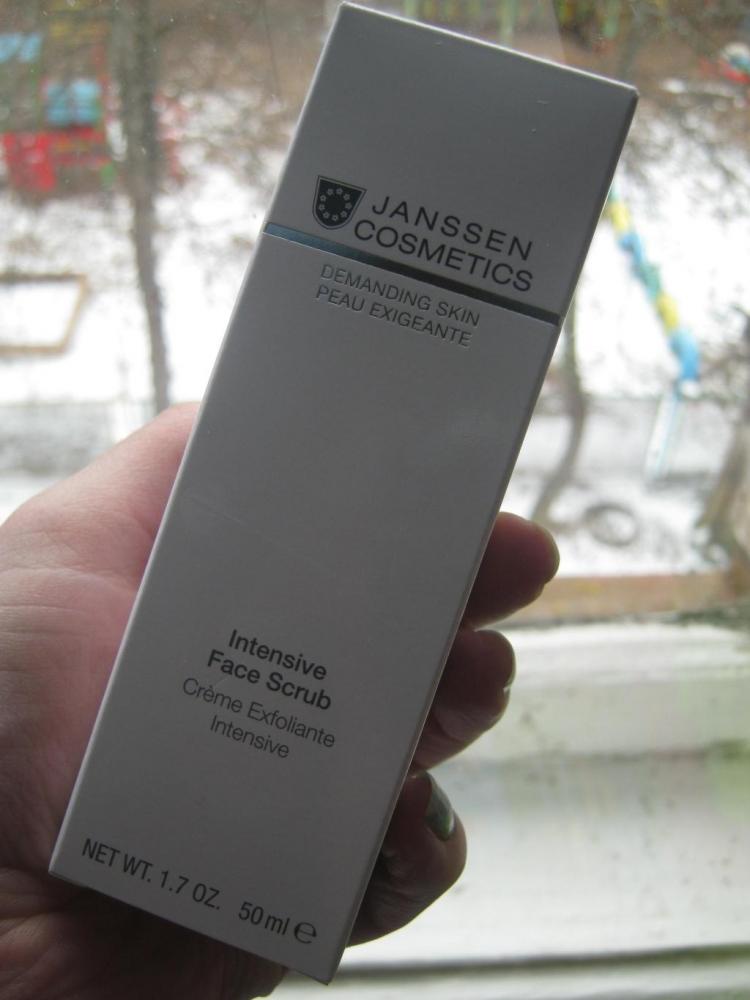 JANSSEN
COSMETICS
DEMANDING SKIN
PEAU EXIGEANTE
Intensive
Face Scrub
Crème Exfoliante
Intensive
NET WT. 1.7 OZ. 50 ml ℮